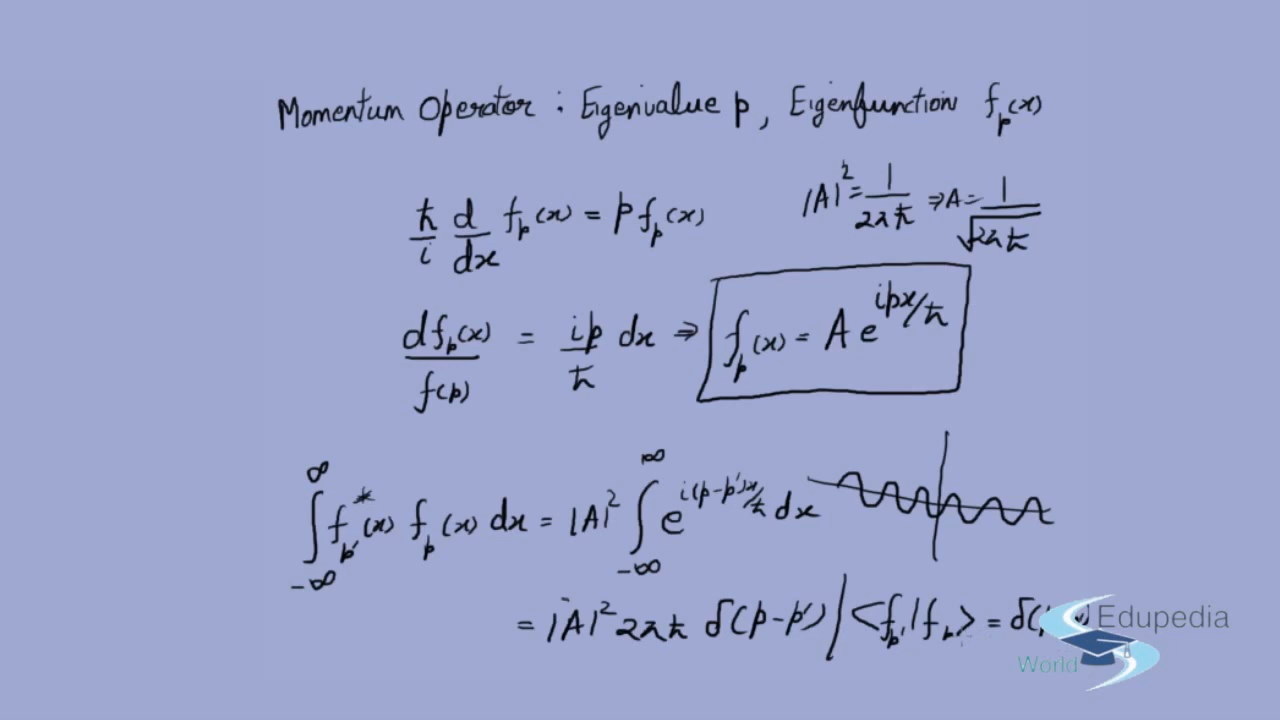 Momentum Operator : Eigenvalue p, Eigenfunction f_p(x)
ħ/i d/dx f_p(x) = p f_p(x)
|A|² = 1/2πħ ⇒ A = 1/√2πħ
df_p(x)/f(p) = ip/ħ dx ⇒ f_p(x) = A e^{ipx/ħ}
∫_{-∞}^{∞} f_{p'}^*(x) f_p(x) dx = |A|² ∫_{-∞}^{∞} e^{i(p-p')x/ħ} dx
= |A|² 2πħ δ(p-p') | <f_{p'}|f_p> = δ(p
Edupedia
World